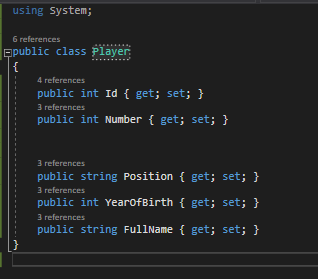 using System;
6 references
public class Player
{
4 references
public int Id { get; set; }
3 references
public int Number { get; set; }
3 references
public string Position { get; set; }
3 references
public int YearOfBirth { get; set; }
3 references
public string FullName { get; set; }
}